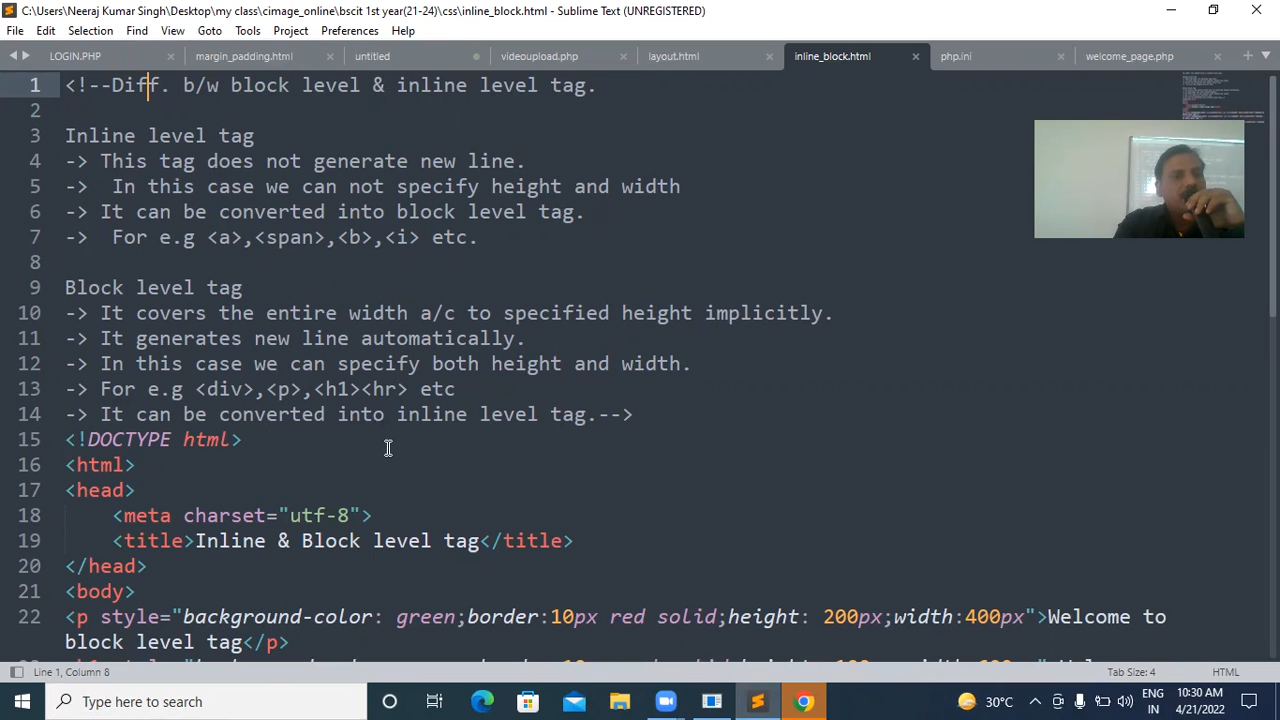 C:\Users\Neeraj Kumar Singh\Desktop\my class\cimage_online\bscit 1st year(21-24)\css\inline_block.html - Sublime Text (UNREGISTERED)
File Edit Selection Find View Goto Tools Project Preferences Help
LOGIN.PHP margin_padding.html untitled videoupload.php layout.html inline_block.html php.ini welcome_page.php
1 <!--Diff. b/w block level & inline level tag.
2
3 Inline level tag
4 -> This tag does not generate new line.
5 -> In this case we can not specify height and width
6 -> It can be converted into block level tag.
7 -> For e.g <a>,<span>,<b>,<i> etc.
8
9 Block level tag
10 -> It covers the entire width a/c to specified height implicitly.
11 -> It generates new line automatically.
12 -> In this case we can specify both height and width.
13 -> For e.g <div>,<p>,<h1><hr> etc
14 -> It can be converted into inline level tag.-->
15 <!DOCTYPE html>
16 <html>
17 <head>
18 <meta charset="utf-8">
19 <title>Inline & Block level tag</title>
20 </head>
21 <body>
22 <p style="background-color: green;border:10px red solid;height: 200px;width:400px">Welcome to
block level tag</p>
Line 1, Column 8 Tab Size: 4 HTML
Type here to search 30°C ENG IN 10:30 AM 4/21/2022